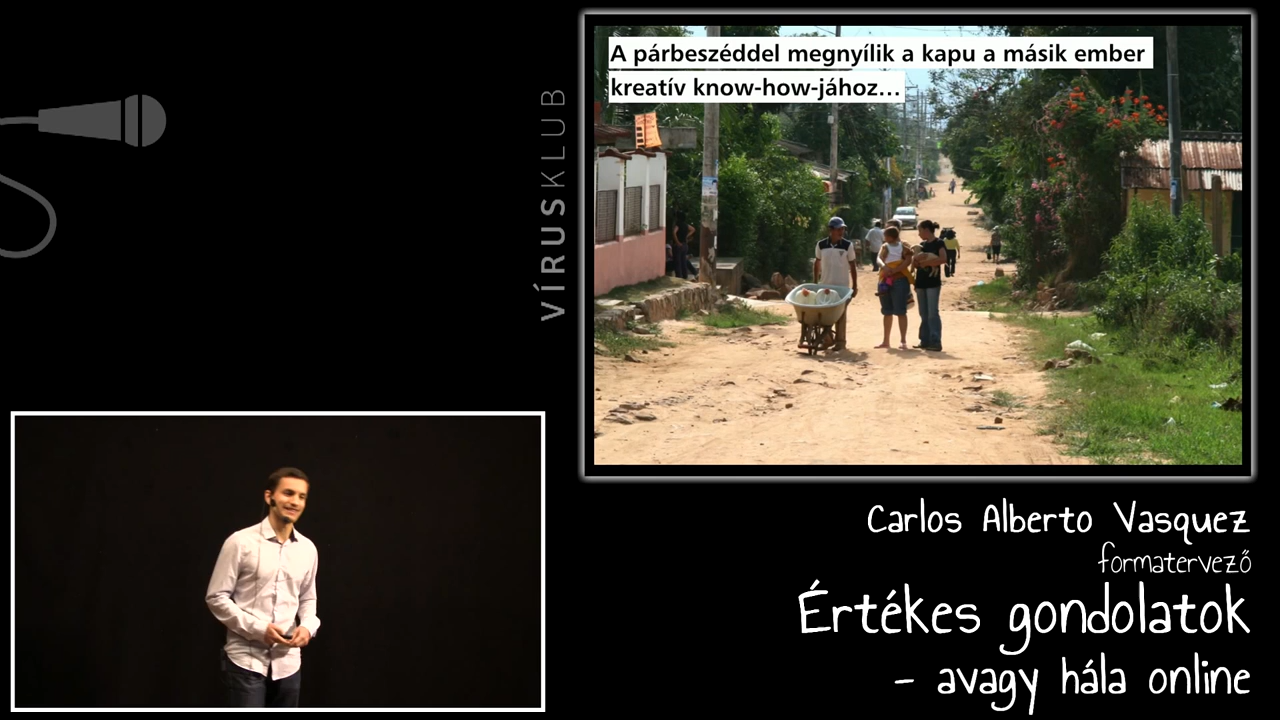 A párbeszéddel megnyílik a kapu a másik ember
kreatív know-how-jához...
VÍRUSKLUB
Carlos Alberto Vasquez
formatervező
Értékes gondolatok
- avagy hála online